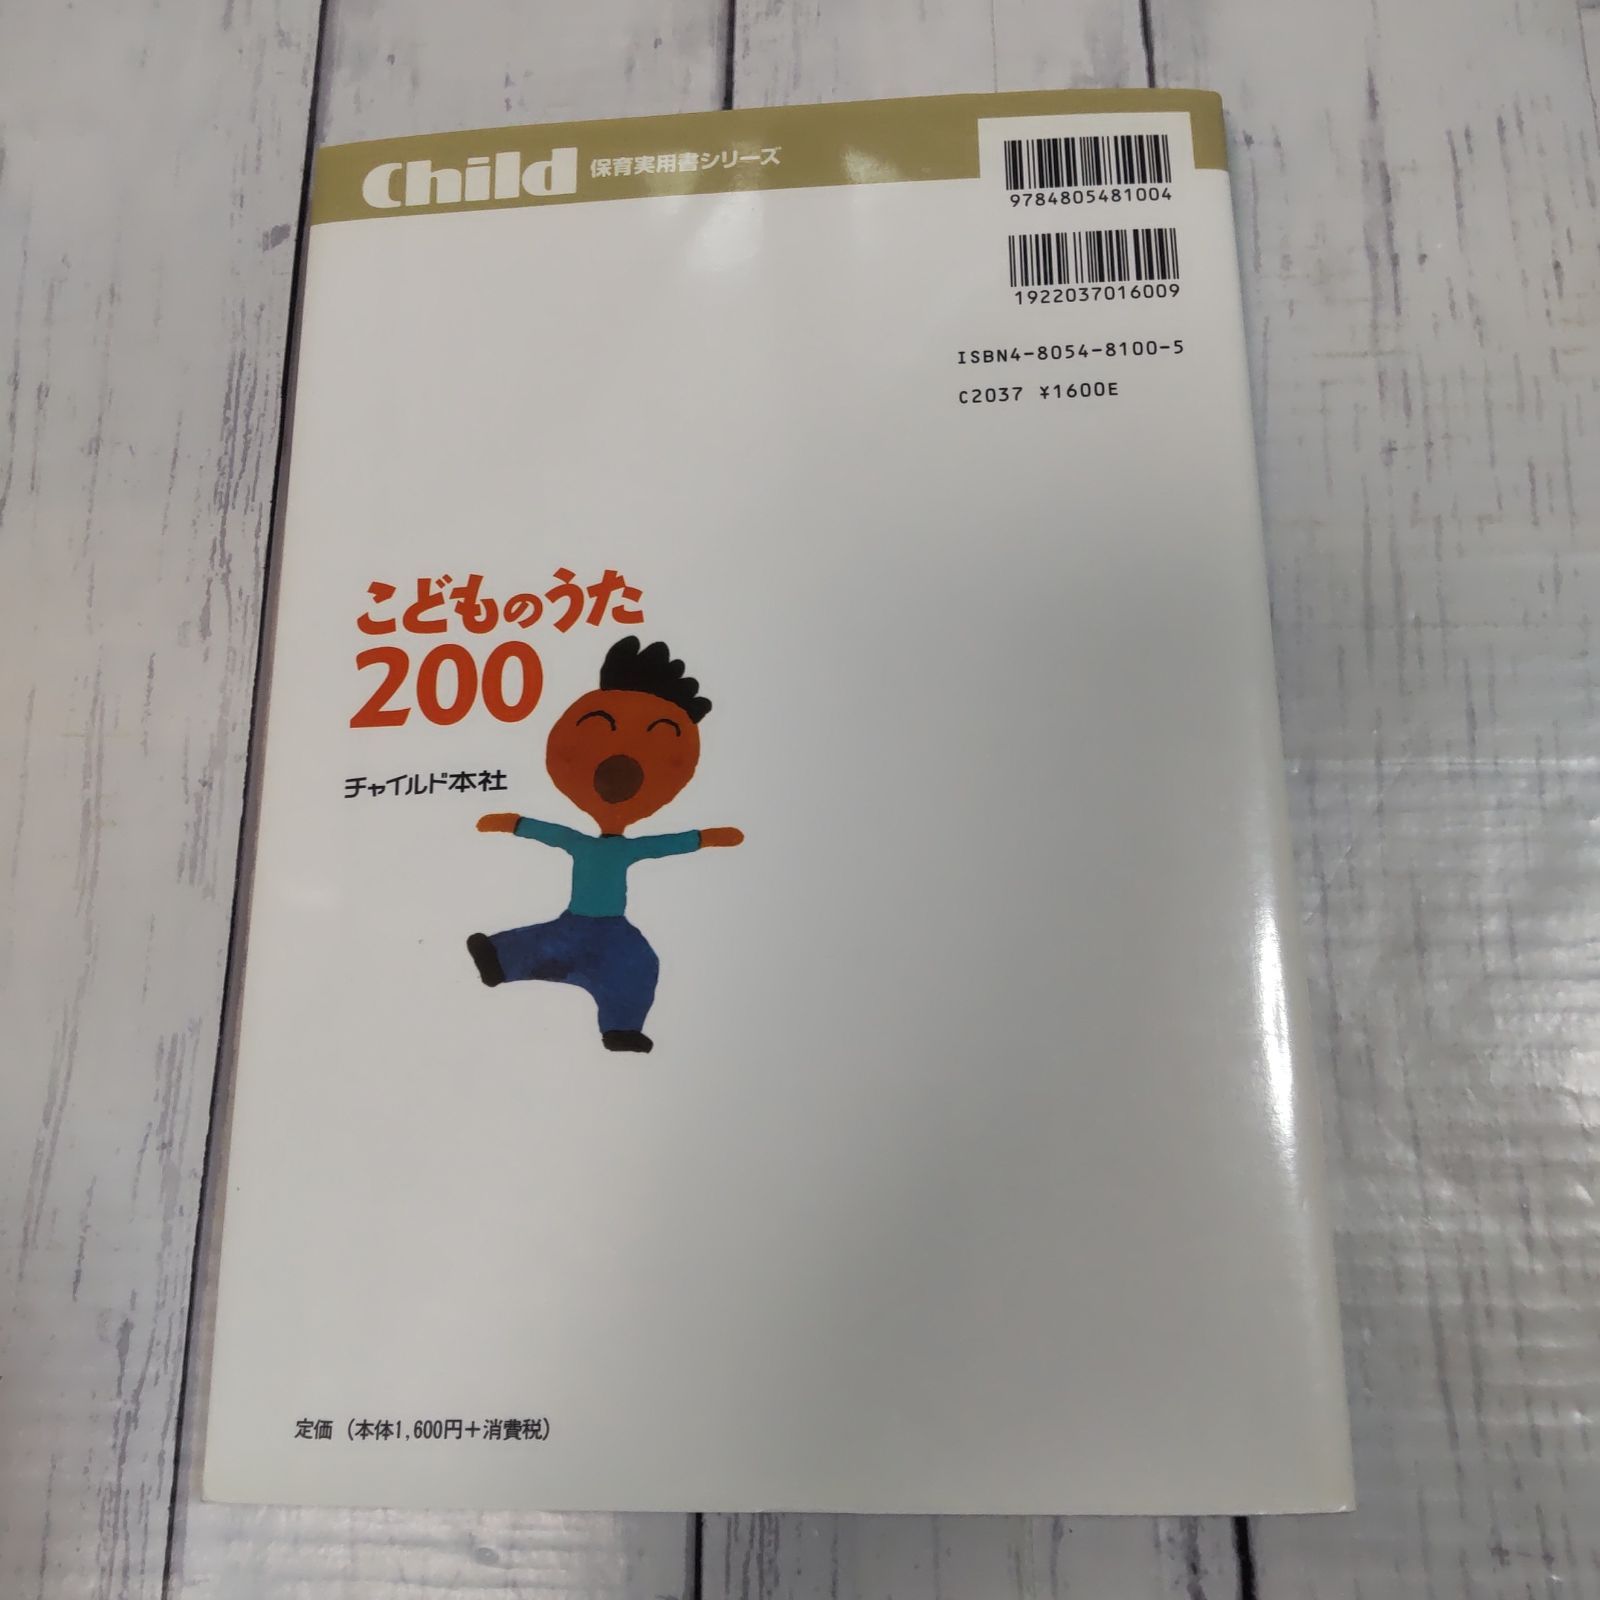 Child 保育実用書シリーズ
9784805481004
1922037016009
ISBN4-8054-8100-5
C2037 ¥1600E
こどものうた
200
チャイルド本社
定価（本体1,600円＋消費税）